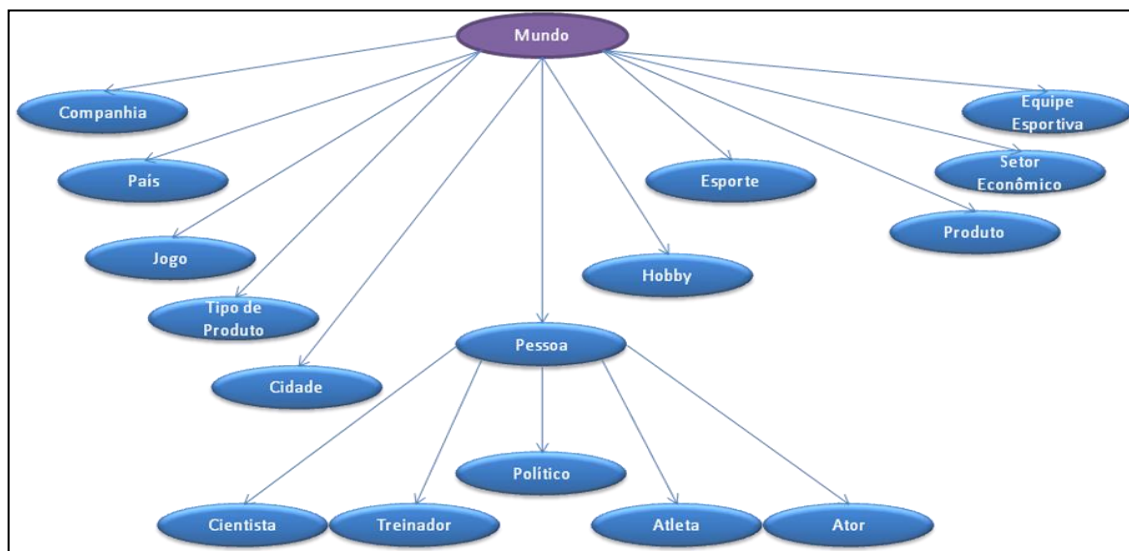 Mundo
Companhia
Equipe
Esportiva
País
Esporte
Setor
Econômico
Jogo
Produto
Hobby
Tipo de
Produto
Pessoa
Cidade
Político
Cientista
Treinador
Atleta
Ator